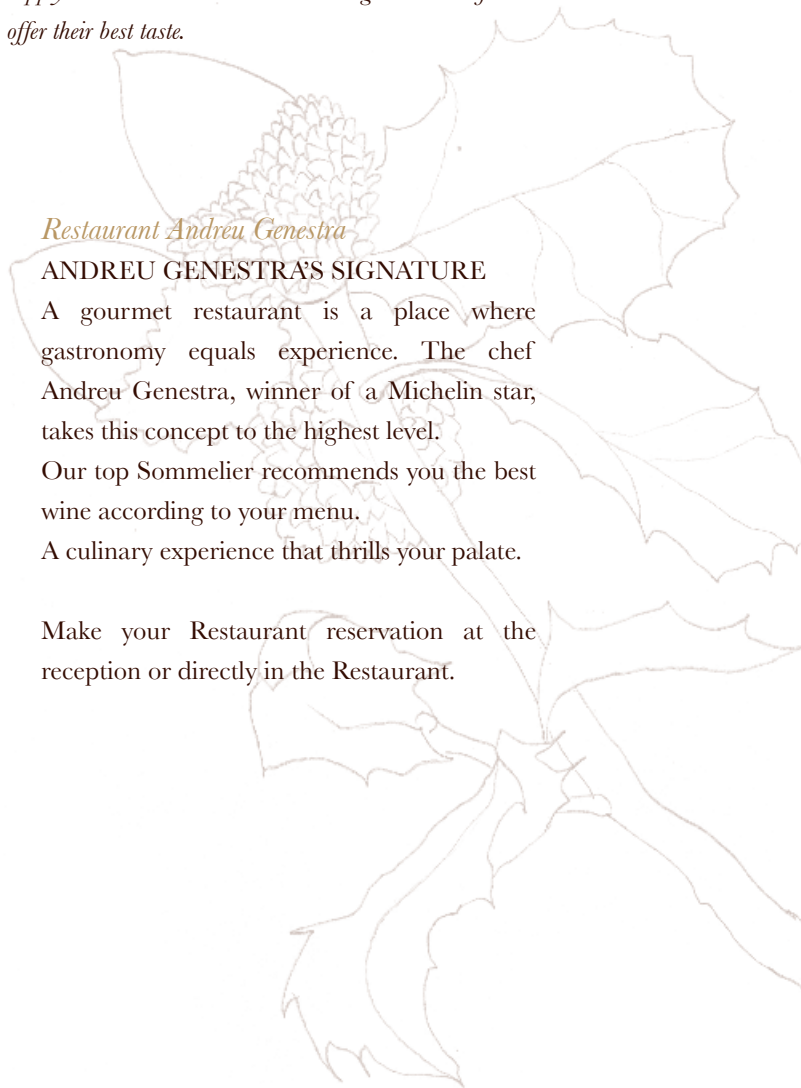 offer their best taste.
Restaurant Andreu Genestra
ANDREU GENESTRA'S SIGNATURE
A gourmet restaurant is a place where
gastronomy equals experience. The chef
Andreu Genestra, winner of a Michelin star,
takes this concept to the highest level.
Our top Sommelier recommends you the best
wine according to your menu.
A culinary experience that thrills your palate.
Make your Restaurant reservation at the
reception or directly in the Restaurant.